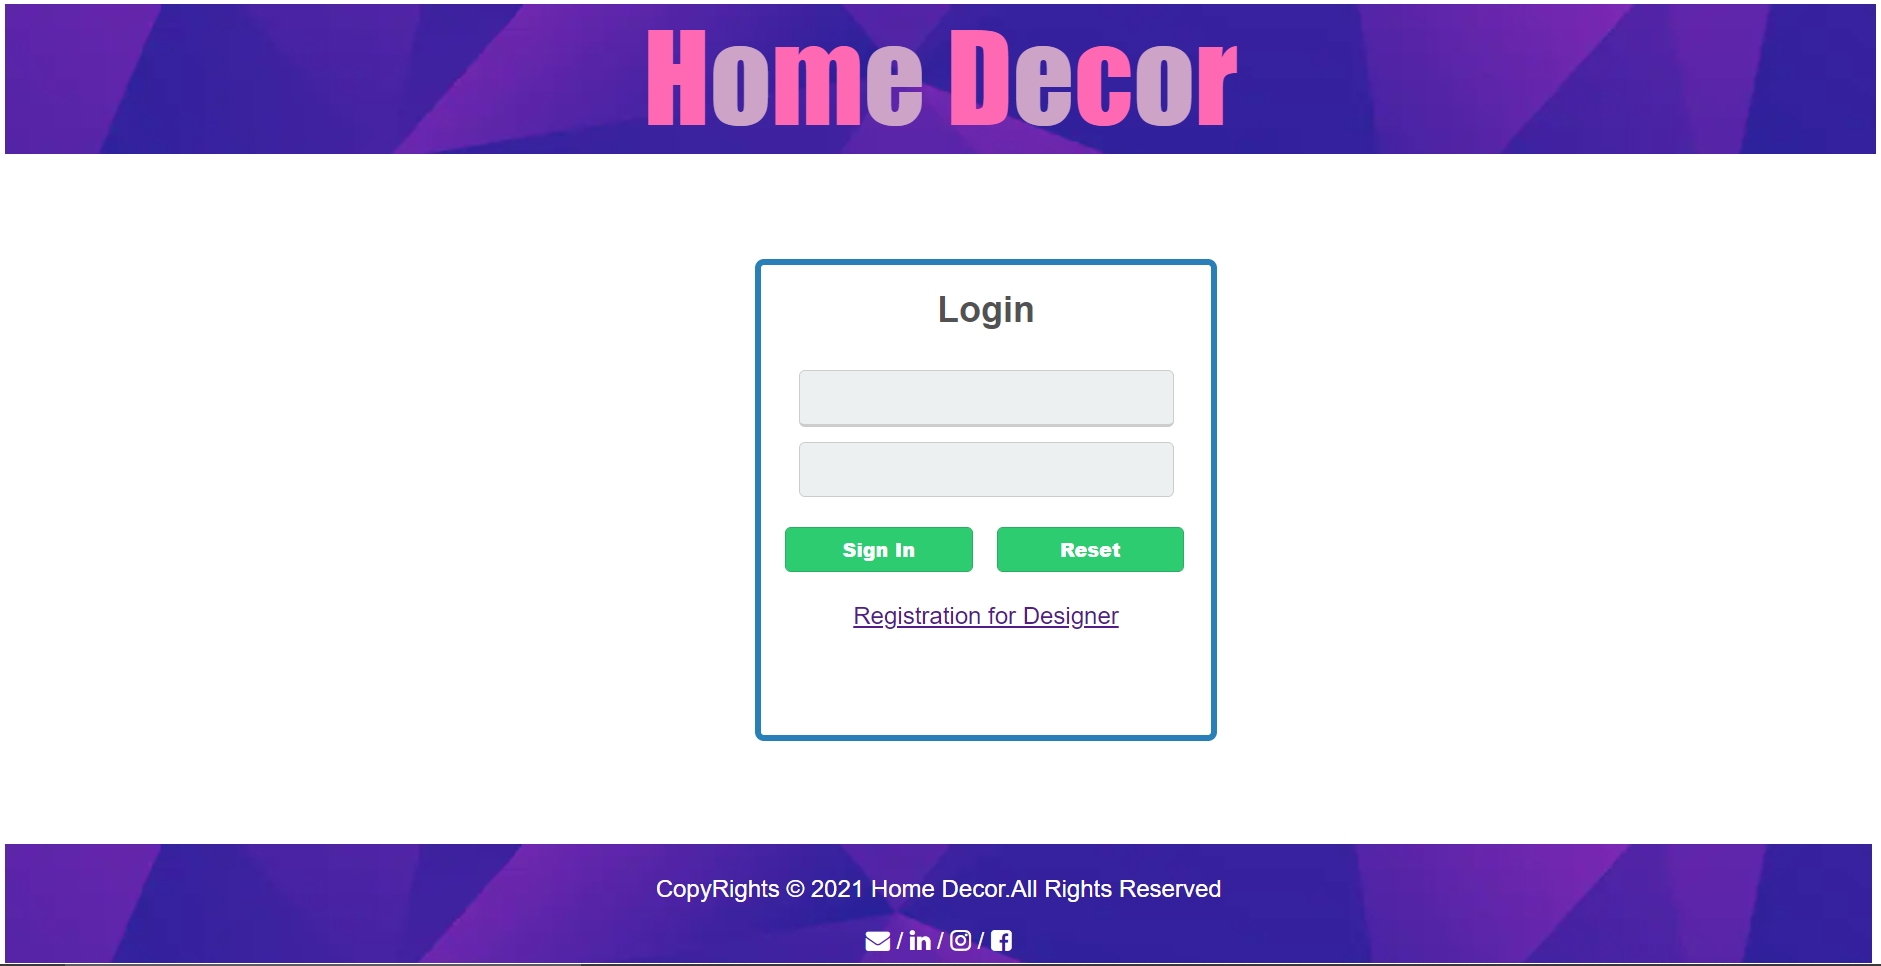 Home Decor
Login
Sign In
Reset
Registration for Designer
CopyRights © 2021 Home Decor.All Rights Reserved
/ in / /